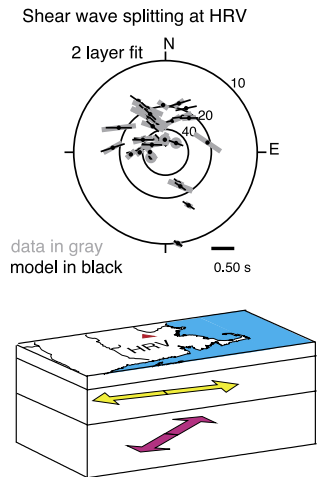 Shear wave splitting at HRV
2 layer fit
N
10
20
40
E
data in gray
model in black
0.50 s
HRV